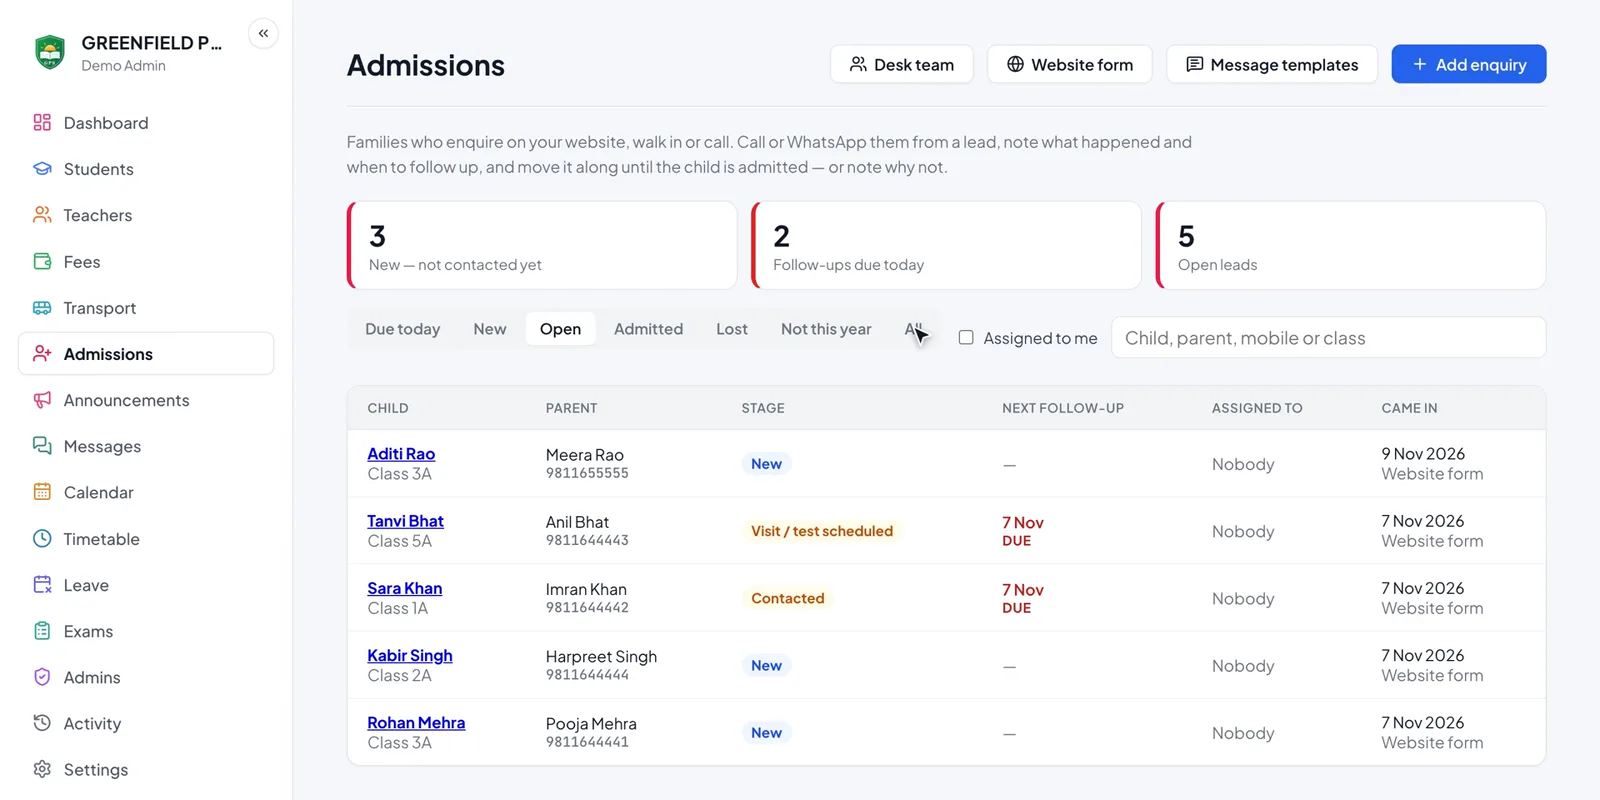 GREENFIELD P...
Demo Admin
Dashboard
Students
Teachers
Fees
Transport
Admissions
Announcements
Messages
Calendar
Timetable
Leave
Exams
Admins
Activity
Settings
Admissions
Desk team
Website form
Message templates
+ Add enquiry
Families who enquire on your website, walk in or call. Call or WhatsApp them from a lead, note what happened and
when to follow up, and move it along until the child is admitted — or note why not.
3
New — not contacted yet
2
Follow-ups due today
5
Open leads
Due today New Open Admitted Lost Not this year
Assigned to me
Child, parent, mobile or class
CHILD PARENT STAGE NEXT FOLLOW-UP ASSIGNED TO CAME IN
Aditi Rao Meera Rao New — Nobody 9 Nov 2026
Class 3A 9811655555 Website form
Tanvi Bhat Anil Bhat Visit / test scheduled 7 Nov Nobody 7 Nov 2026
Class 5A 9811644443 DUE Website form
Sara Khan Imran Khan Contacted 7 Nov Nobody 7 Nov 2026
Class 1A 9811644442 DUE Website form
Kabir Singh Harpreet Singh New — Nobody 7 Nov 2026
Class 2A 9811644444 Website form
Rohan Mehra Pooja Mehra New — Nobody 7 Nov 2026
Class 3A 9811644441 Website form